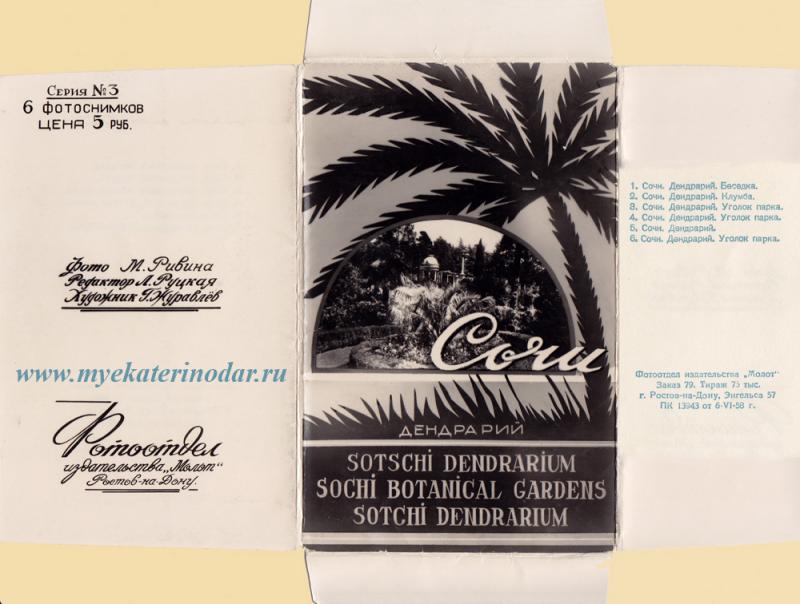 Серия №3
6 фотоснимков
Цена 5 руб.
Фото М. Ривина
Редактор Л. Руцкая
Художник Г. Журавлёв
www.myekaterinodar.ru
Фотоотдел
издательства „Молот“
Ростов-на-Дону.
Сочи
ДЕНДРАРИЙ
SOTSCHi DENDRARiUM
SOCHi BOTANiCAL GARDENS
SOTCHi DENDRARiUM
1. Сочи. Дендрарий. Беседка.
2. Сочи. Дендрарий. Клумба.
3. Сочи. Дендрарий. Уголок парка.
4. Сочи. Дендрарий. Уголок парка.
5. Сочи. Дендрарий.
6. Сочи. Дендрарий. Уголок парка.
Фотоотдел издательства „Молот“
Заказ 79. Тираж 75 тыс.
г. Ростов-на-Дону, Энгельса 57
ПК 13943 от 6-VI-58 г.